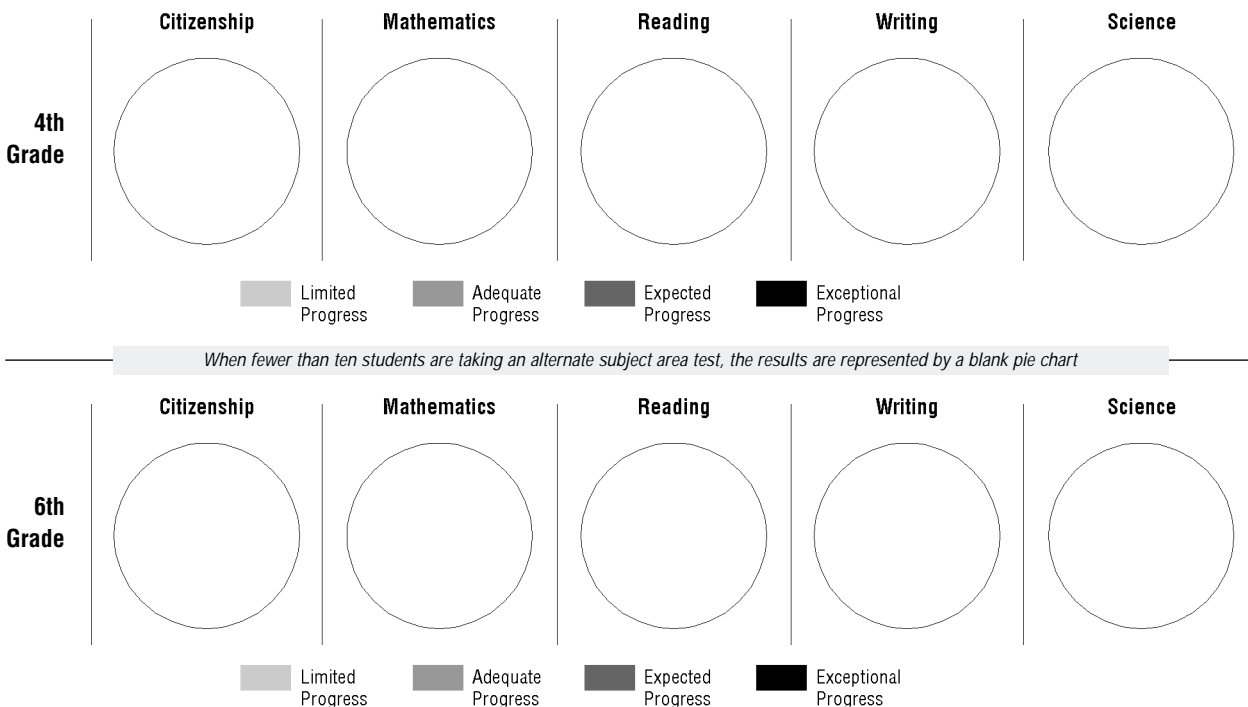 Citizenship Mathematics Reading Writing Science
4th
Grade
Limited Progress
Adequate Progress
Expected Progress
Exceptional Progress
When fewer than ten students are taking an alternate subject area test, the results are represented by a blank pie chart
Citizenship Mathematics Reading Writing Science
6th
Grade
Limited Progress
Adequate Progress
Expected Progress
Exceptional Progress